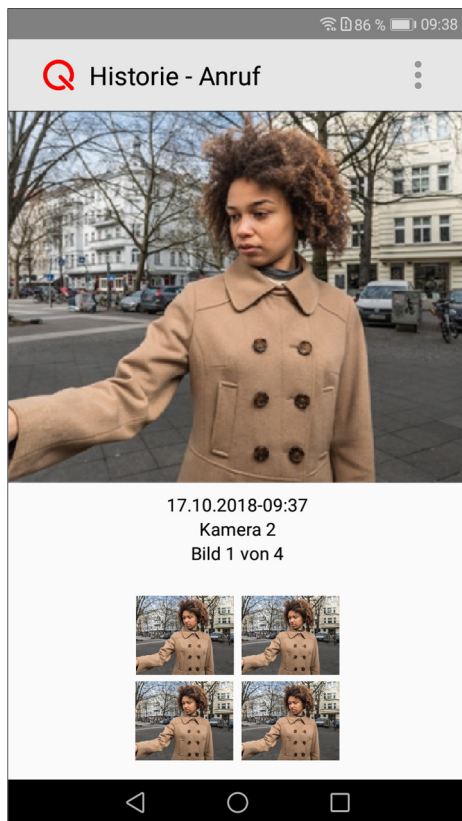 86 % 09:38
Historie - Anruf
17.10.2018-09:37
Kamera 2
Bild 1 von 4